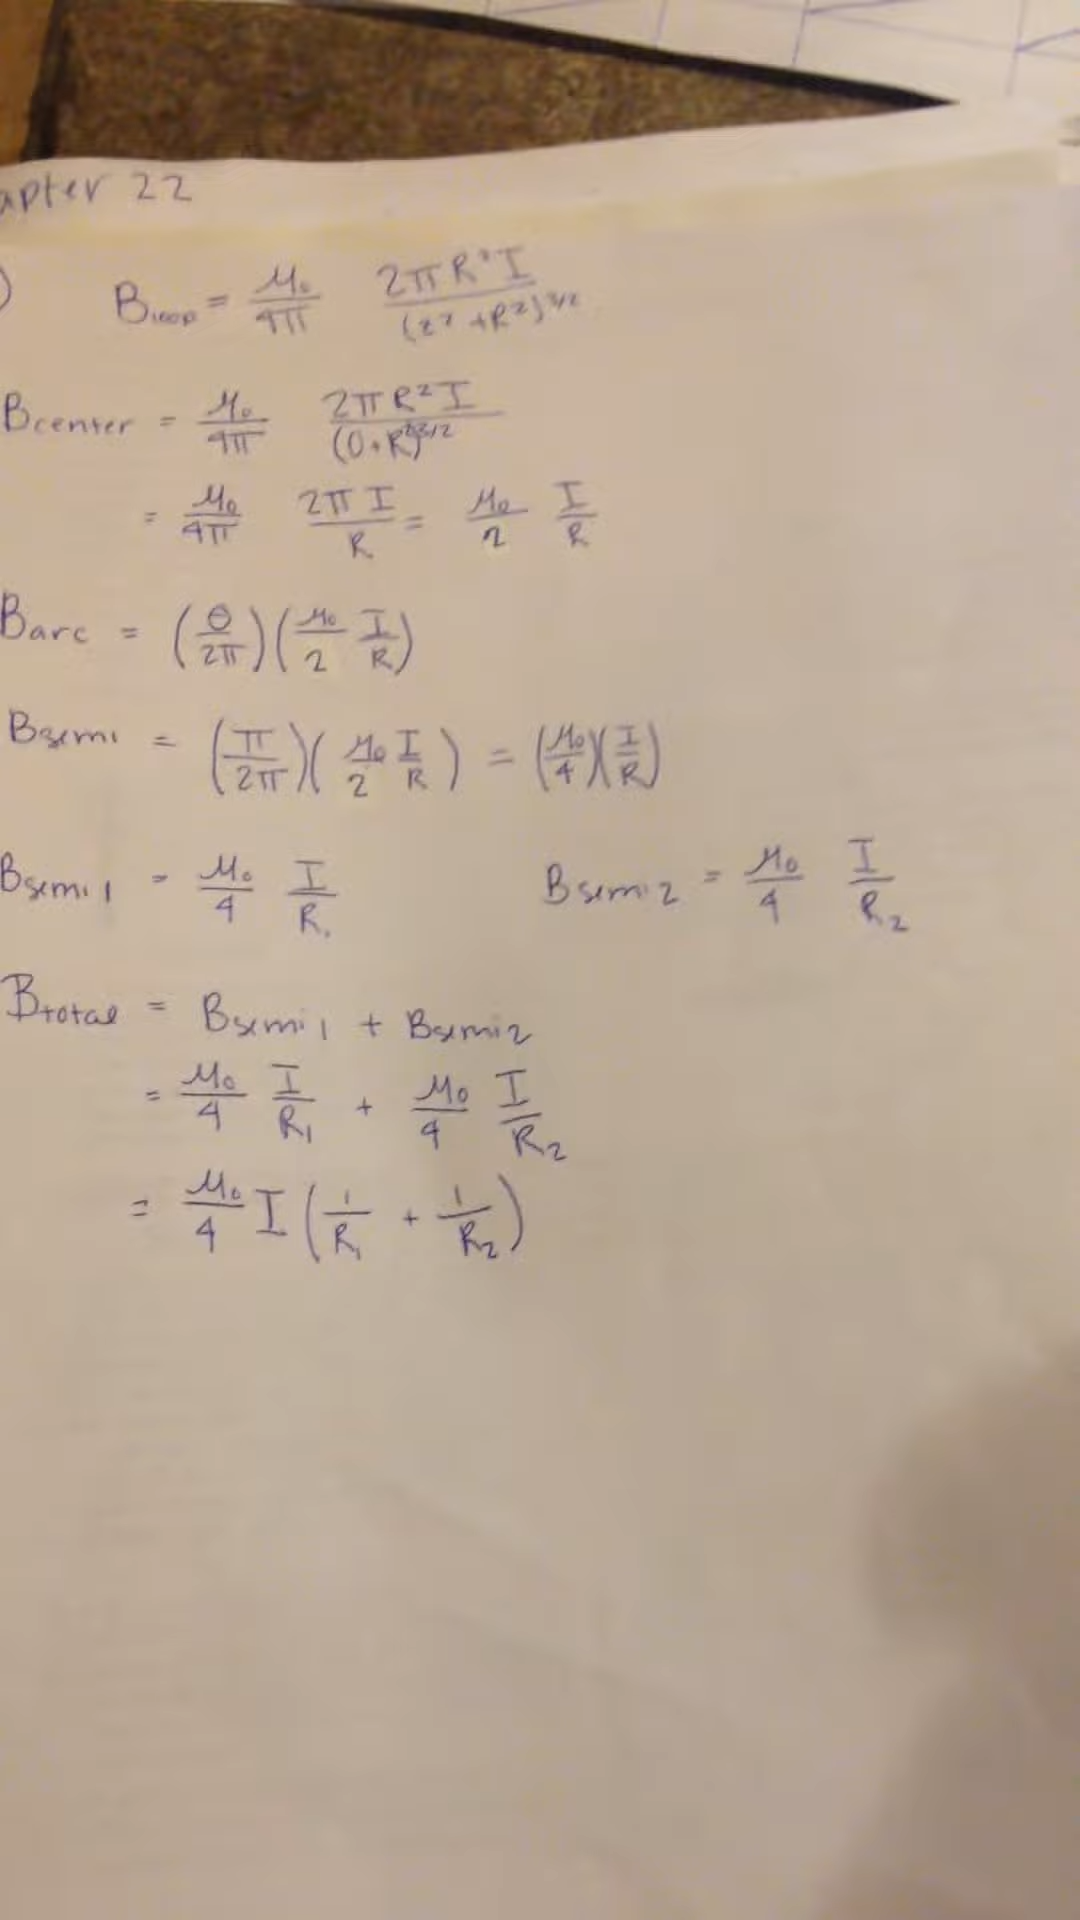 apter 22
) B_loop = μ₀/4π 2πR²I/(z² + R²)^3/2
B_center = μ₀/4π 2πR²I/(0+R²)^3/2
= μ₀/4π 2πI/R = μ₀/2 I/R
B_arc = (θ/2π)(μ₀/2 I/R)
B_semi = (π/2π)(μ₀/2 I/R) = (μ₀/4)(I/R)
B_semi 1 = μ₀/4 I/R₁ B_semi 2 = μ₀/4 I/R₂
B_total = B_semi 1 + B_semi 2
= μ₀/4 I/R₁ + μ₀/4 I/R₂
= μ₀/4 I(1/R₁ + 1/R₂)